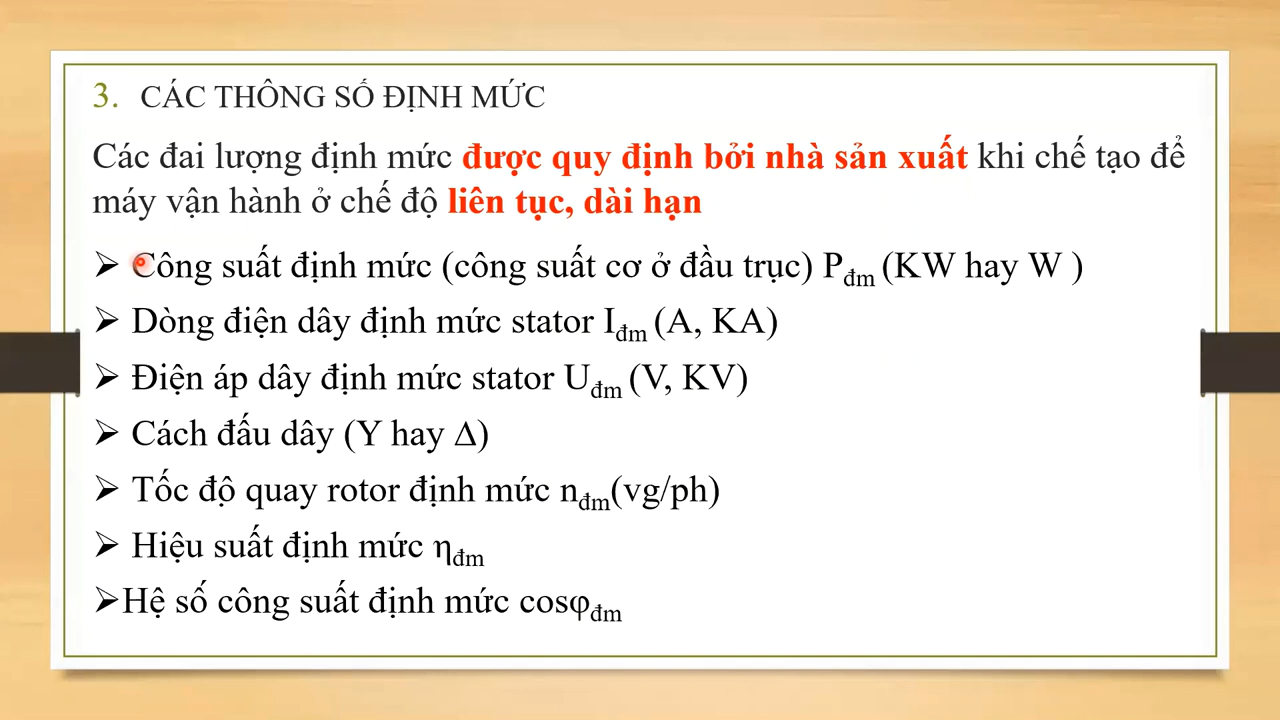 3. CÁC THÔNG SỐ ĐỊNH MỨC
Các đai lượng định mức được quy định bởi nhà sản xuất khi chế tạo để
máy vận hành ở chế độ liên tục, dài hạn
➢ Công suất định mức (công suất cơ ở đầu trục) Pđm (KW hay W )
➢ Dòng điện dây định mức stator Iđm (A, KA)
➢ Điện áp dây định mức stator Uđm (V, KV)
➢ Cách đấu dây (Y hay Δ)
➢ Tốc độ quay rotor định mức nđm(vg/ph)
➢ Hiệu suất định mức ηđm
➢Hệ số công suất định mức cosφđm